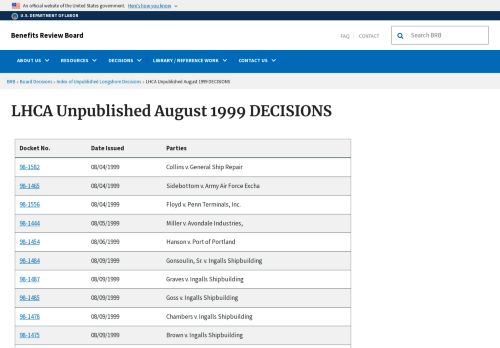 An official website of the United States government. Here's how you know
U.S. DEPARTMENT OF LABOR
Benefits Review Board
FAQ CONTACT
Search BRB
ABOUT US RESOURCES DECISIONS LIBRARY / REFERENCE WORK CONTACT US
BRB › Board Decisions › Index of Unpublished Longshore Decisions › LHCA Unpublished August 1999 DECISIONS
LHCA Unpublished August 1999 DECISIONS
Docket No. Date Issued Parties
98-1582 08/04/1999 Collins v. General Ship Repair
98-1465 08/04/1999 Sidebottom v. Army Air Force Excha
98-1556 08/04/1999 Floyd v. Penn Terminals, Inc.
98-1444 08/05/1999 Miller v. Avondale Industries,
98-1454 08/06/1999 Hanson v. Port of Portland
98-1484 08/09/1999 Gonsoulin, Sr. v. Ingalls Shipbuilding
98-1487 08/09/1999 Graves v. Ingalls Shipbuilding
98-1485 08/09/1999 Goss v. Ingalls Shipbuilding
98-1478 08/09/1999 Chambers v. Ingalls Shipbuilding
98-1475 08/09/1999 Brown v. Ingalls Shipbuilding